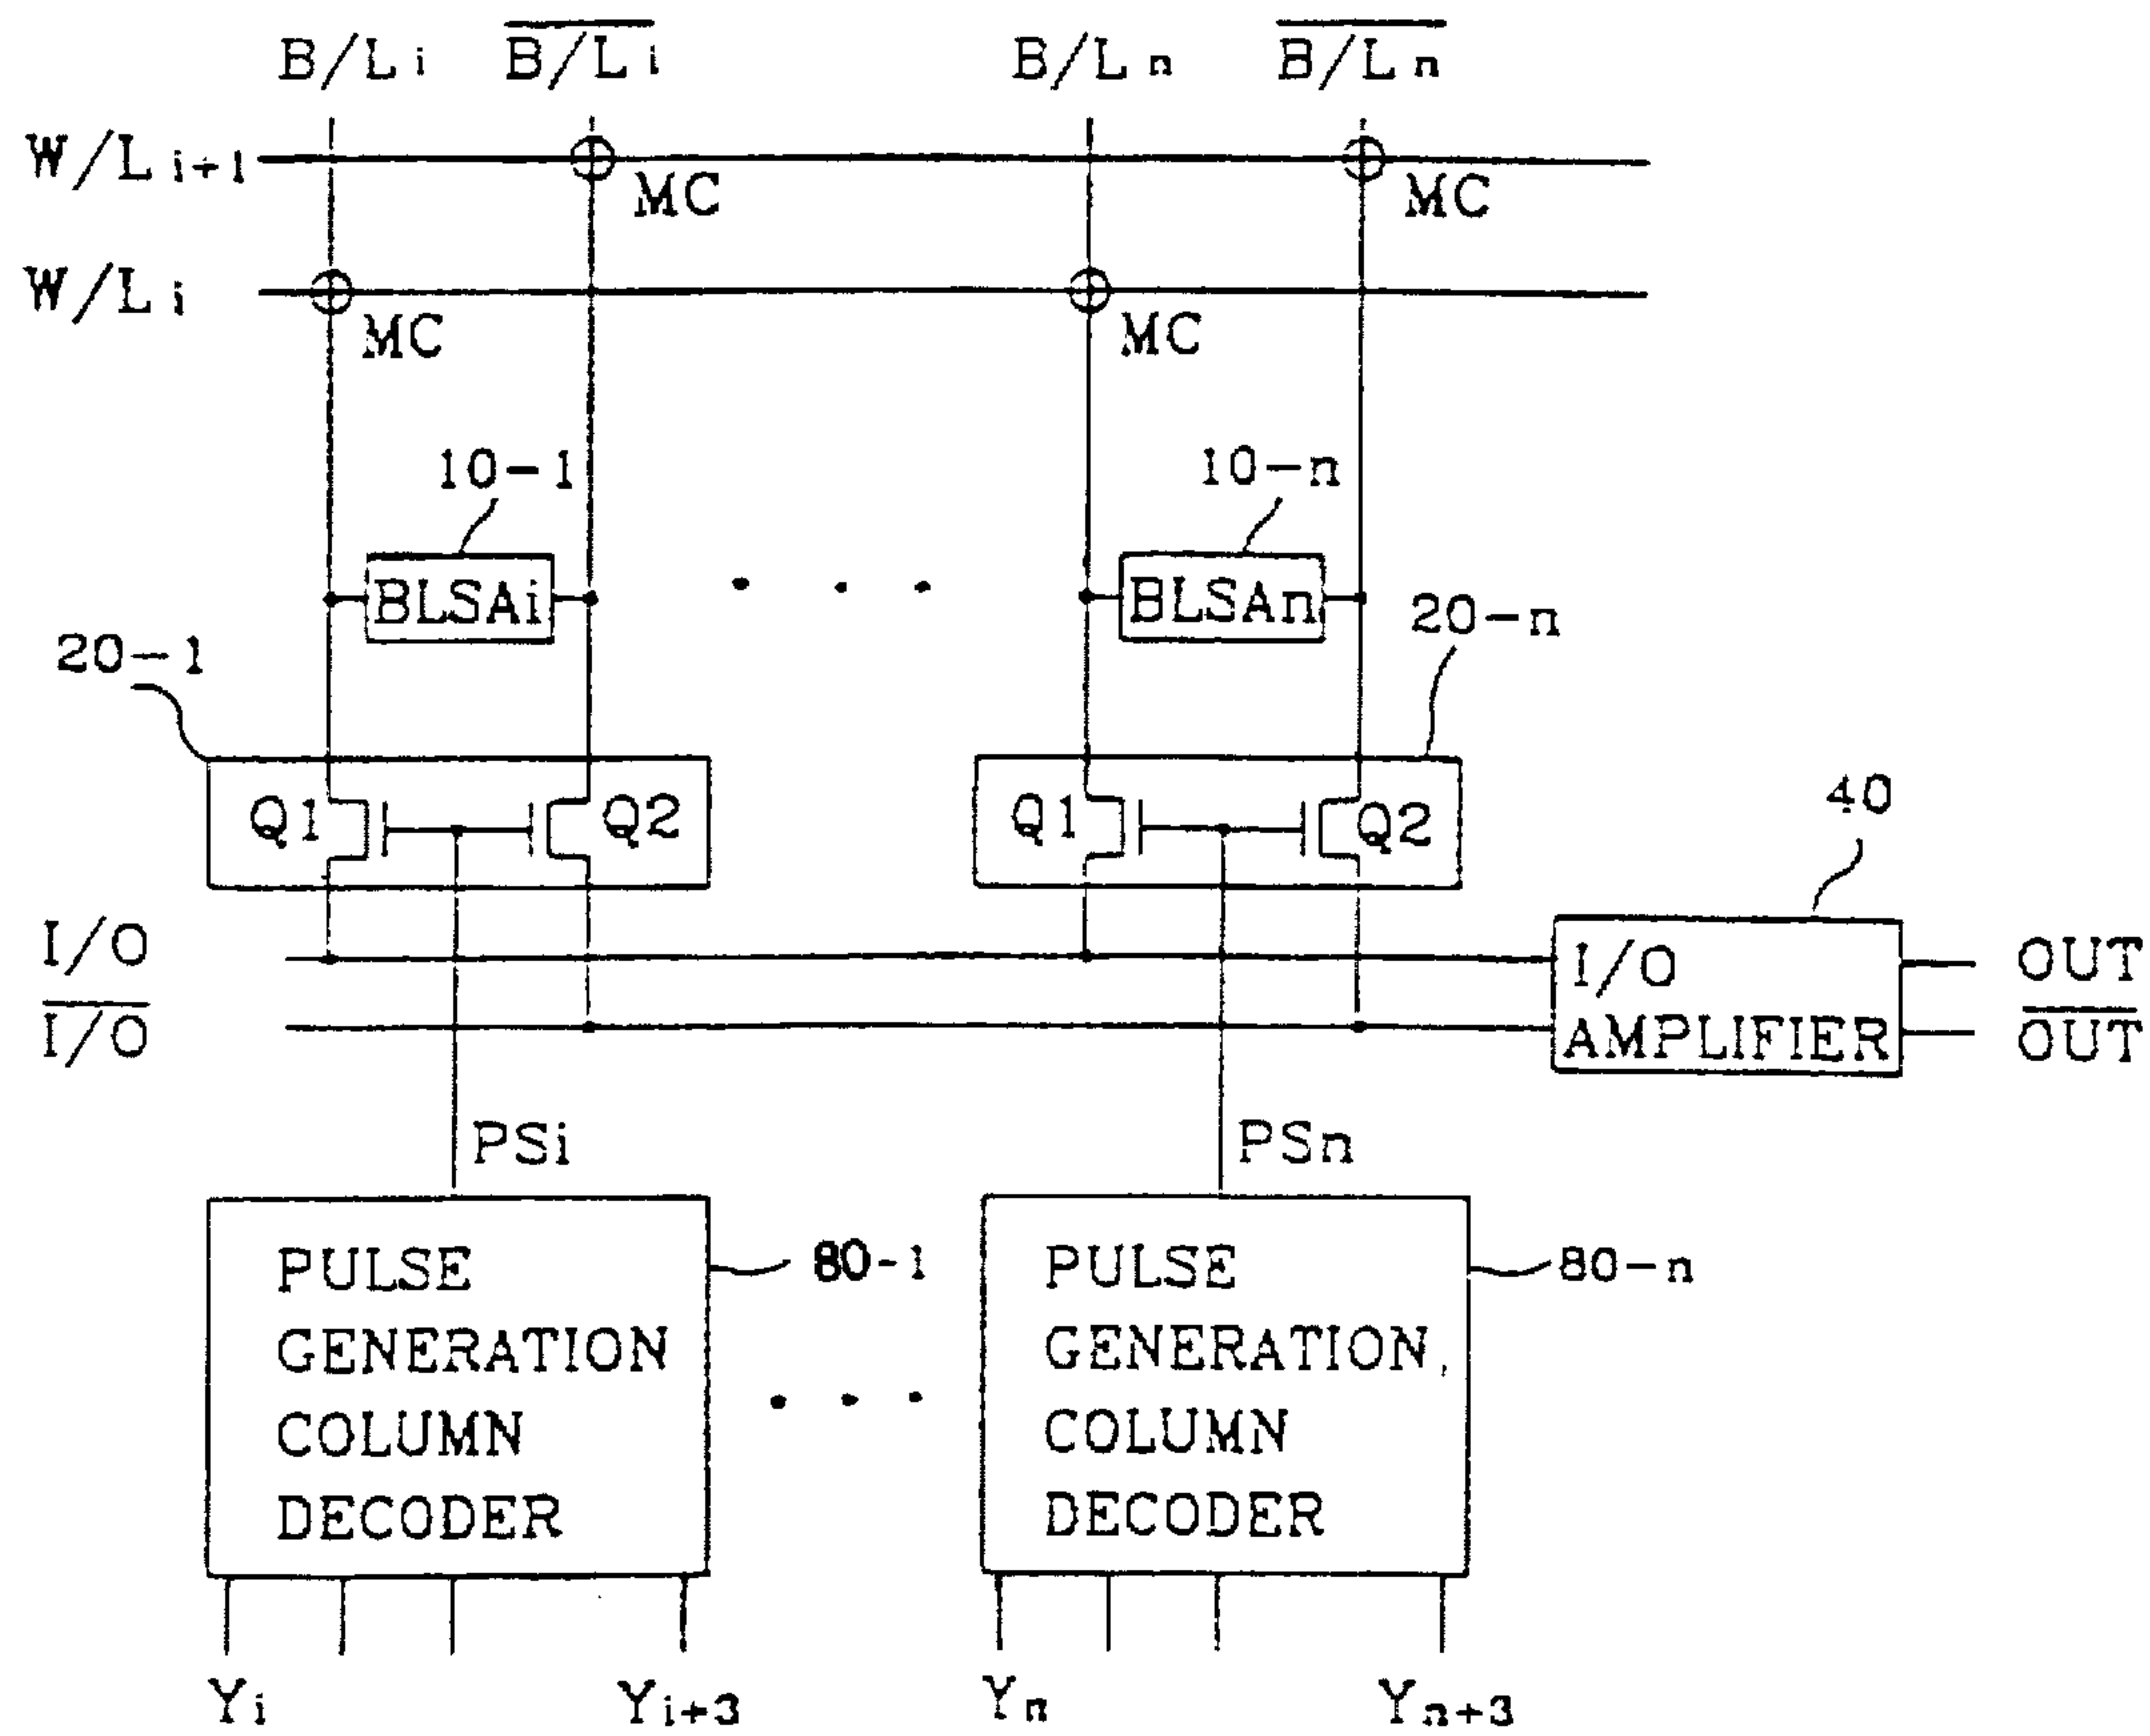 B/Li B/Li B/Ln B/Ln
W/Li+1
MC MC
W/Li
MC MC
10-1 10-n
BLSAi . . . BLSAn
20-1 20-n
Q1 Q2 Q1 Q2
40
I/O
I/O
I/O
AMPLIFIER
OUT
OUT
PSi PSn
PULSE
GENERATION
COLUMN
DECODER
80-1
. . .
PULSE
GENERATION
COLUMN
DECODER
80-n
Yi Yi+3 Yn Yn+3